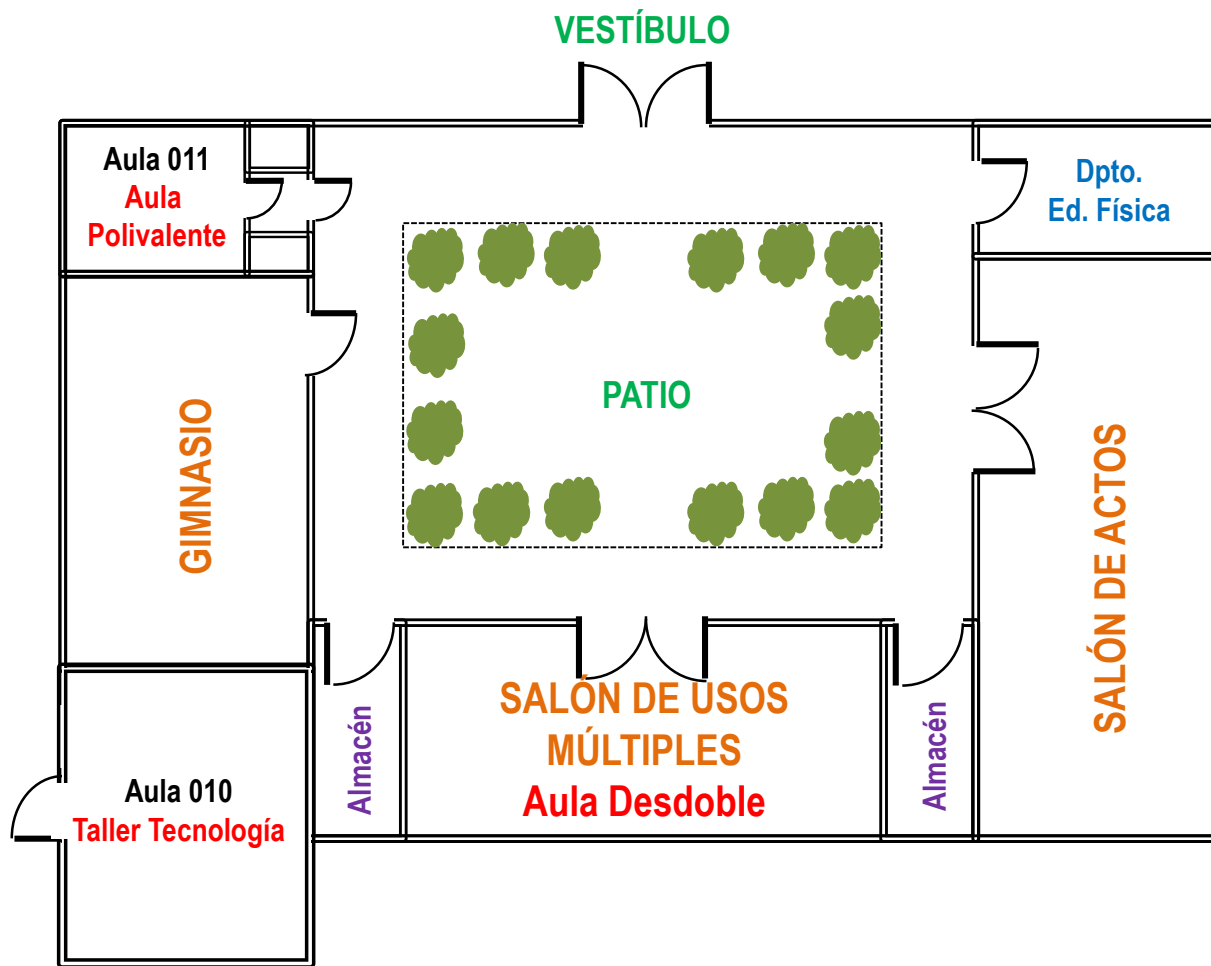 VESTÍBULO
Aula 011
Aula
Polivalente
Dpto.
Ed. Física
PATIO
GIMNASIO
SALÓN DE ACTOS
SALÓN DE USOS
MÚLTIPLES
Aula Desdoble
Almacén
Almacén
Aula 010
Taller Tecnología